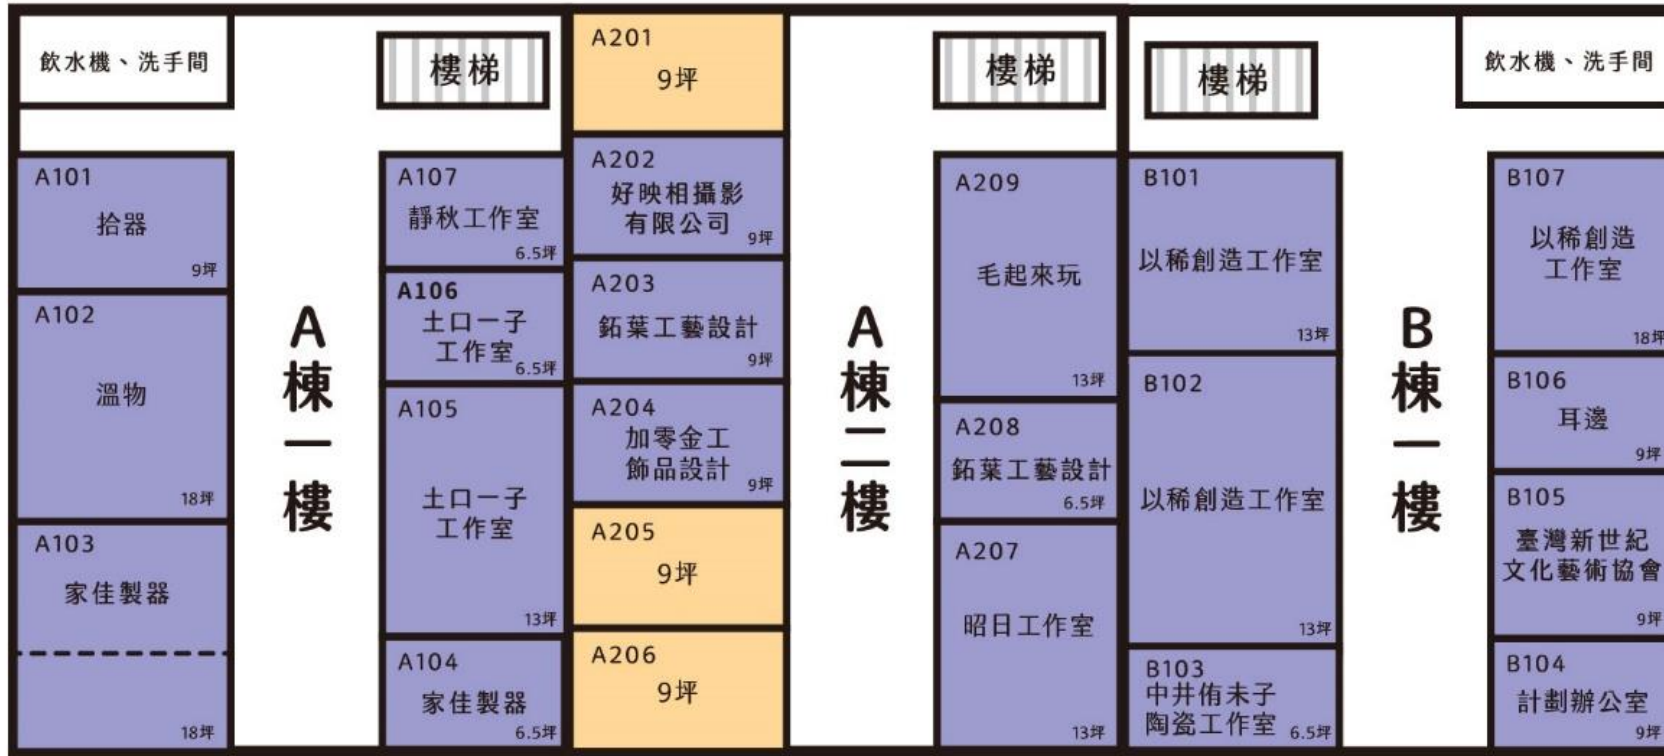 飲水機、洗手間
A101
拾器
9坪
A102
溫物
18坪
A103
家佳製器
18坪
A棟一樓
樓梯
A107
靜秋工作室
6.5坪
A106
土口一子
工作室
6.5坪
A105
土口一子
工作室
13坪
A104
家佳製器
6.5坪
A201
9坪
A202
好映相攝影
有限公司
9坪
A203
鉐葉工藝設計
9坪
A204
加零金工
飾品設計
9坪
A205
9坪
A206
9坪
A棟二樓
樓梯
A209
毛起來玩
13坪
A208
鉐葉工藝設計
6.5坪
A207
昭日工作室
13坪
樓梯
B101
以稀創造工作室
13坪
B102
以稀創造工作室
13坪
B103
中井侑未子
陶瓷工作室
6.5坪
B棟一樓
飲水機、洗手間
B107
以稀創造
工作室
18坪
B106
耳邊
9坪
B105
臺灣新世紀
文化藝術協會
9坪
B104
計劃辦公室
9坪